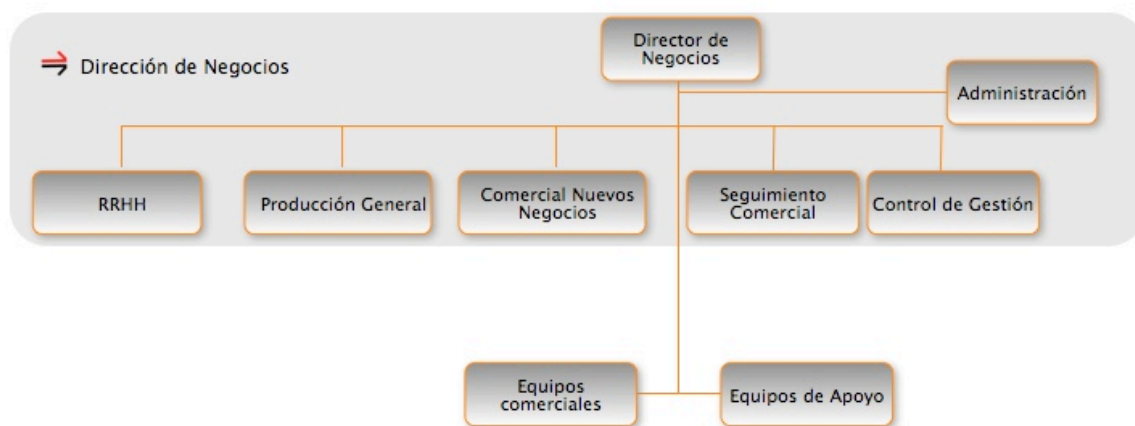 Director de
Negocios
Dirección de Negocios
Administración
RRHH
Producción General
Comercial Nuevos
Negocios
Seguimiento
Comercial
Control de Gestión
Equipos
comerciales
Equipos de Apoyo